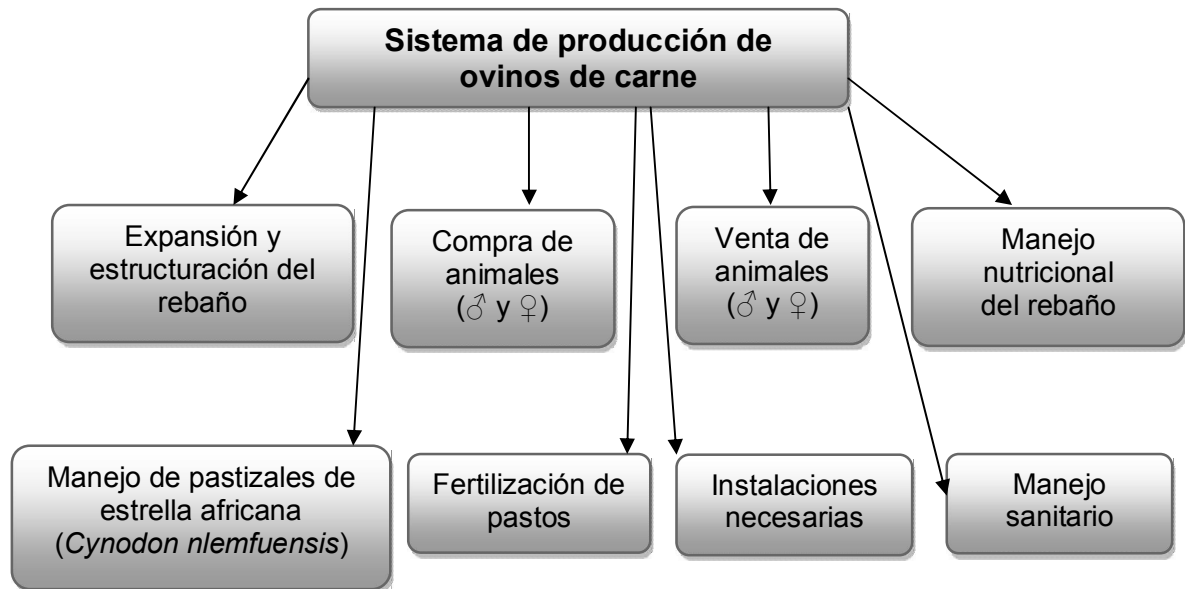 Sistema de producción de
ovinos de carne
Expansión y
estructuración del
rebaño
Compra de
animales
(♂ y ♀)
Venta de
animales
(♂ y ♀)
Manejo
nutricional
del rebaño
Manejo de pastizales de
estrella africana
(Cynodon nlemfuensis)
Fertilización de
pastos
Instalaciones
necesarias
Manejo
sanitario